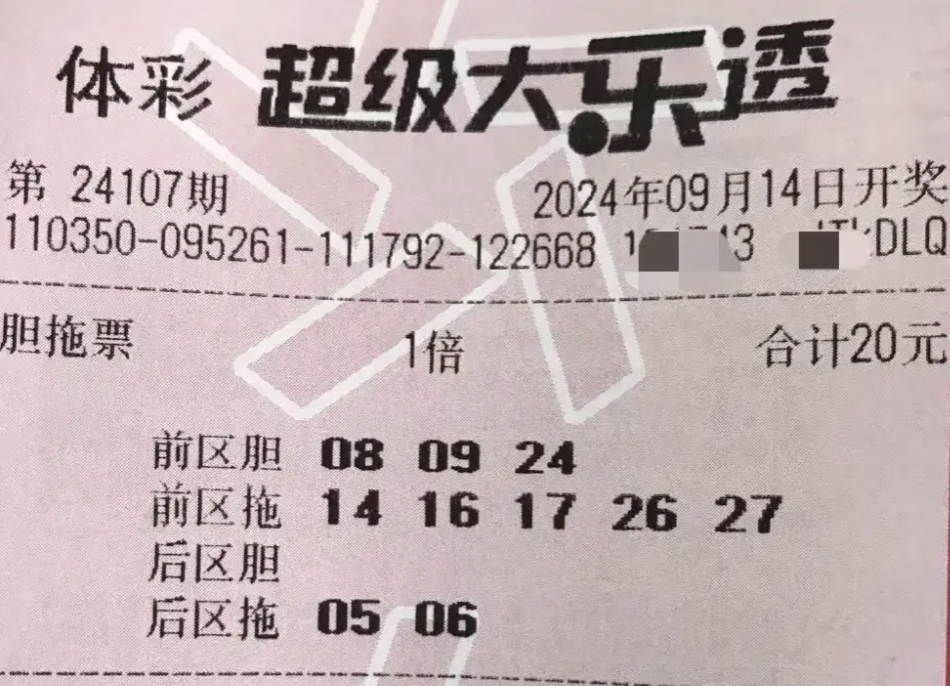 体彩 超级大乐透
第 24107期 2024年09月14日开奖
110350-095261-111792-122668 DLQ
胆拖票 1倍 合计20元
前区胆 08 09 24
前区拖 14 16 17 26 27
后区胆
后区拖 05 06